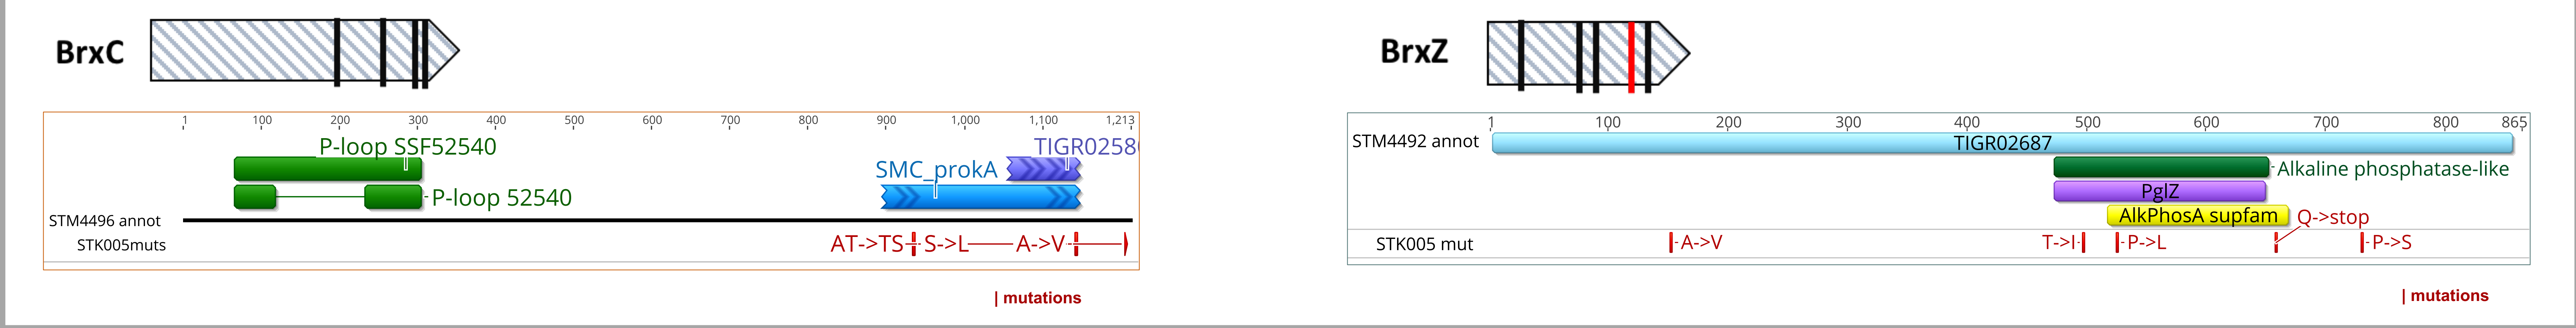 BrxC
1 100 200 300 400 500 600 700 800 900 1,000 1,100 1,213
P-loop SSF52540
TIGR0258
SMC_prokA
P-loop 52540
STM4496 annot
STK005muts
AT->TS S->L A->V
| mutations
BrxZ
1 100 200 300 400 500 600 700 800 865
STM4492 annot
TIGR02687
Alkaline phosphatase-like
PglZ
AlkPhosA supfam
Q->stop
STK005 mut
A->V T->I P->L P->S
| mutations